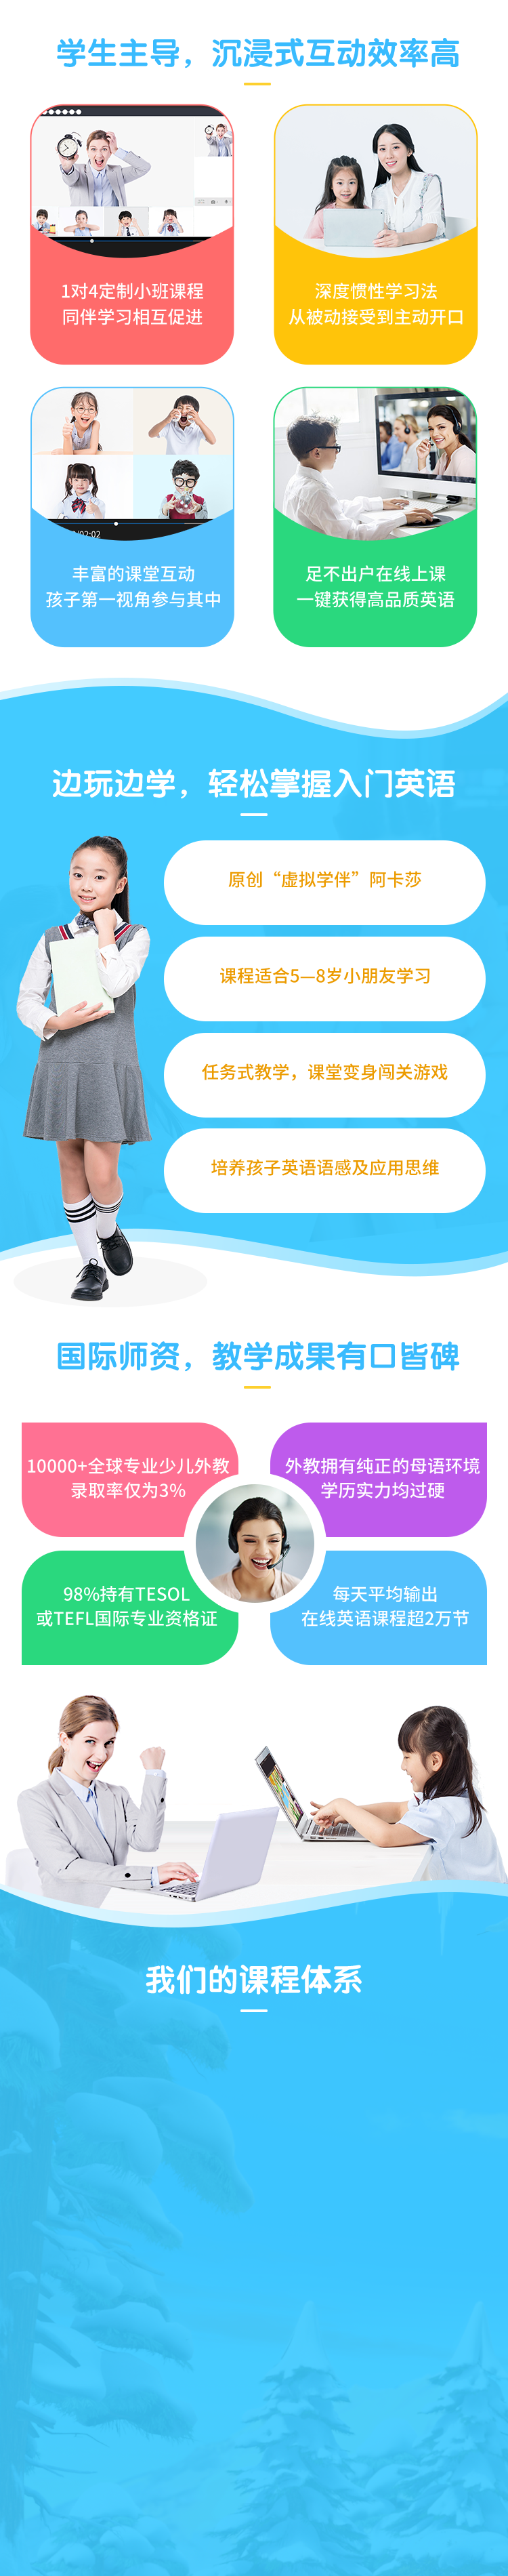 学生主导，沉浸式互动效率高
1对4定制小班课程
同伴学习相互促进
深度惯性学习法
从被动接受到主动开口
/02-02
丰富的课堂互动
孩子第一视角参与其中
足不出户在线上课
一键获得高品质英语
边玩边学，轻松掌握入门英语
原创“虚拟学伴”阿卡莎
课程适合5—8岁小朋友学习
任务式教学，课堂变身闯关游戏
培养孩子英语语感及应用思维
国际师资，教学成果有口皆碑
10000+全球专业少儿外教
录取率仅为3%
外教拥有纯正的母语环境
学历实力均过硬
98%持有TESOL
或TEFL国际专业资格证
每天平均输出
在线英语课程超2万节
我们的课程体系